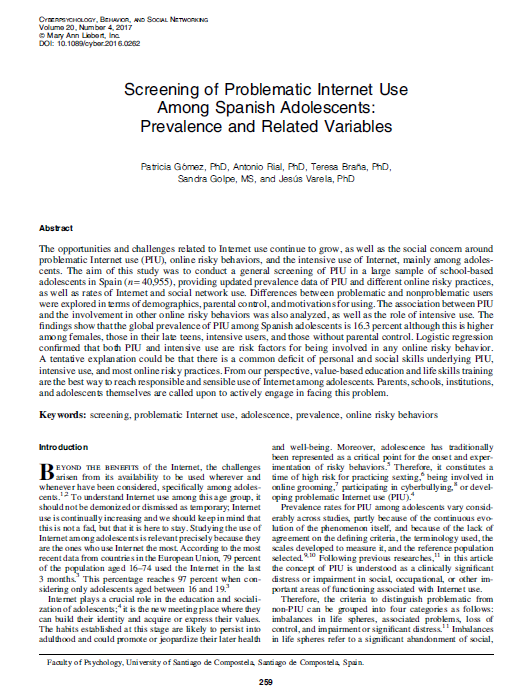 CYBERPSYCHOLOGY, BEHAVIOR, AND SOCIAL NETWORKING
Volume 20, Number 4, 2017
© Mary Ann Liebert, Inc.
DOI: 10.1089/cyber.2016.0262
Screening of Problematic Internet Use
Among Spanish Adolescents:
Prevalence and Related Variables
Patricia Gómez, PhD, Antonio Rial, PhD, Teresa Braña, PhD,
Sandra Golpe, MS, and Jesús Varela, PhD
Abstract
The opportunities and challenges related to Internet use continue to grow, as well as the social concern around
problematic Internet use (PIU), online risky behaviors, and the intensive use of Internet, mainly among adoles-
cents. The aim of this study was to conduct a general screening of PIU in a large sample of school-based
adolescents in Spain (n=40,955), providing updated prevalence data of PIU and different online risky practices,
as well as rates of Internet and social network use. Differences between problematic and nonproblematic users
were explored in terms of demographics, parental control, and motivations for using. The association between PIU
and the involvement in other online risky behaviors was also analyzed, as well as the role of intensive use. The
findings show that the global prevalence of PIU among Spanish adolescents is 16.3 percent although this is higher
among females, those in their late teens, intensive users, and those without parental control. Logistic regression
confirmed that both PIU and intensive use are risk factors for being involved in any online risky behavior.
A tentative explanation could be that there is a common deficit of personal and social skills underlying PIU,
intensive use, and most online risky practices. From our perspective, value-based education and life skills training
are the best way to reach responsible and sensible use of Internet among adolescents. Parents, schools, institutions,
and adolescents themselves are called upon to actively engage in facing this problem.
Keywords: screening, problematic Internet use, adolescence, prevalence, online risky behaviors
Introduction
BEYOND THE BENEFITS of the Internet, the challenges
arisen from its availability to be used wherever and
whenever have been considered, specifically among adoles-
cents.1,2 To understand Internet use among this age group, it
should not be demonized or dismissed as temporary; Internet
use is continually increasing and we should keep in mind that
this is not a fad, but that it is here to stay. Studying the use of
Internet among adolescents is relevant precisely because they
are the ones who use Internet the most. According to the most
recent data from countries in the European Union, 79 percent
of the population aged 16–74 used the Internet in the last
3 months.3 This percentage reaches 97 percent when con-
sidering only adolescents aged between 16 and 19.3
Internet plays a crucial role in the education and sociali-
zation of adolescents;4 it is the new meeting place where they
can build their identity and acquire or express their values.
The habits established at this stage are likely to persist into
adulthood and could promote or jeopardize their later health
and well-being. Moreover, adolescence has traditionally
been represented as a critical point for the onset and exper-
imentation of risky behaviors.5 Therefore, it constitutes a
time of high risk for practicing sexting,6 being involved in
online grooming,7 participating in cyberbullying,8 or devel-
oping problematic Internet use (PIU).4
Prevalence rates for PIU among adolescents vary consid-
erably across studies, partly because of the continuous evo-
lution of the phenomenon itself, and because of the lack of
agreement on the defining criteria, the terminology used, the
scales developed to measure it, and the reference population
selected.9,10 Following previous researches,11 in this article
the concept of PIU is understood as a clinically significant
distress or impairment in social, occupational, or other im-
portant areas of functioning associated with Internet use.
Therefore, the criteria to distinguish problematic from
non-PIU can be grouped into four categories as follows:
imbalances in life spheres, associated problems, loss of
control, and impairment or significant distress.11 Imbalances
in life spheres refer to a significant abandonment of social,
Faculty of Psychology, University of Santiago de Compostela, Santiago de Compostela, Spain.
259